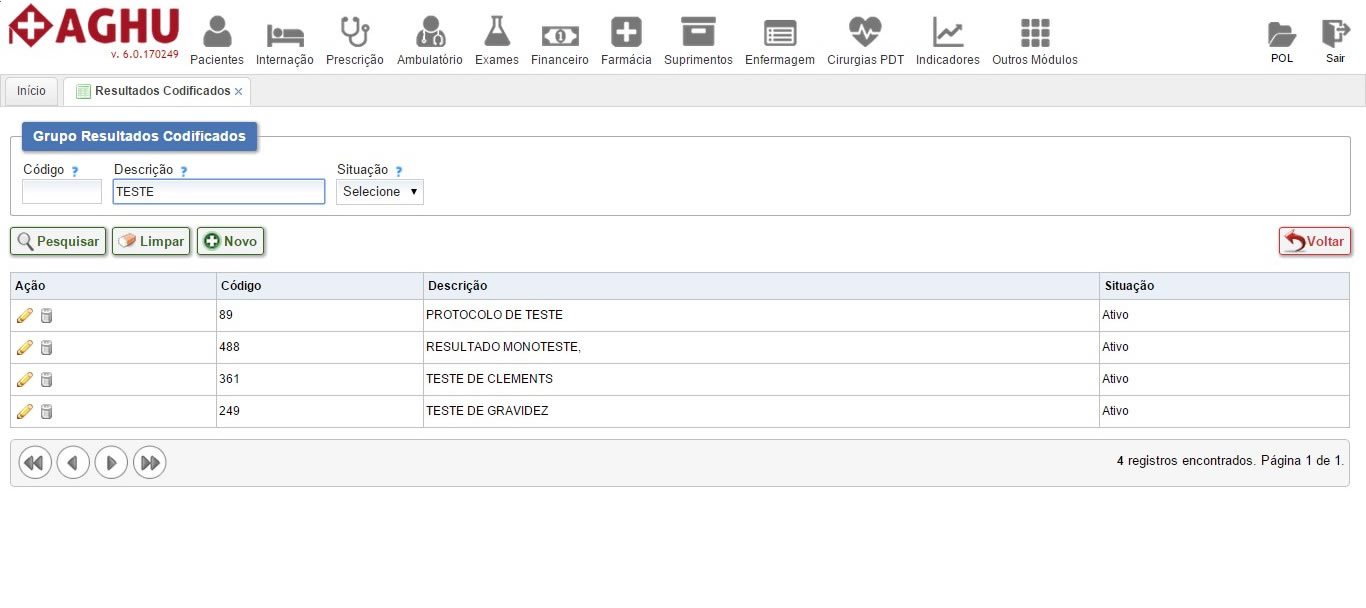 AGHU
v. 6.0.170249
Pacientes Internação Prescrição Ambulatório Exames Financeiro Farmácia Suprimentos Enfermagem Cirurgias PDT Indicadores Outros Módulos POL Sair
Início Resultados Codificados ×
Grupo Resultados Codificados
Código ? Descrição ? Situação ?
TESTE Selecione
Pesquisar Limpar Novo Voltar
Ação Código Descrição Situação
89 PROTOCOLO DE TESTE Ativo
488 RESULTADO MONOTESTE, Ativo
361 TESTE DE CLEMENTS Ativo
249 TESTE DE GRAVIDEZ Ativo
4 registros encontrados. Página 1 de 1.